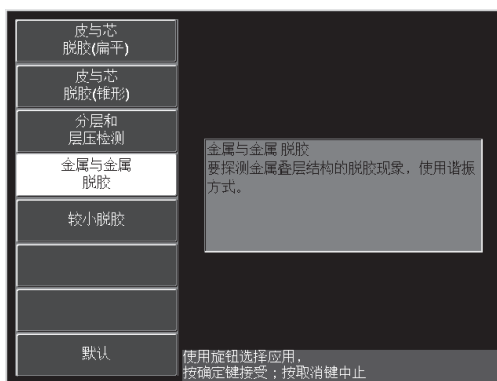 皮与芯
脱胶(扁平)
皮与芯
脱胶(锥形)
分层和
层压检测
金属与金属
脱胶
较小脱胶
默认
金属与金属 脱胶
要探测金属叠层结构的脱胶现象，使用谐振
方式。
使用旋钮选择应用，
按确定键接受；按取消键中止